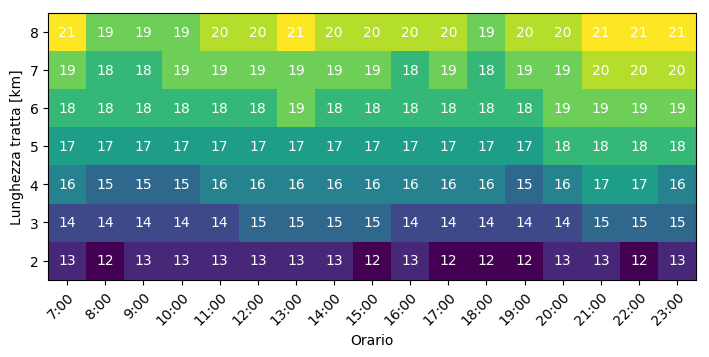 8 21 19 19 19 20 20 21 20 20 20 20 19 20 20 21 21 21
7 19 18 18 19 19 19 19 19 19 18 19 18 19 19 20 20 20
6 18 18 18 18 18 18 19 18 18 18 18 18 18 19 19 19 19
5 17 17 17 17 17 17 17 17 17 17 17 17 17 18 18 18 18
4 16 15 15 15 16 16 16 16 16 16 16 16 15 16 17 17 16
3 14 14 14 14 14 15 15 15 15 14 14 14 14 14 15 15 15
2 13 12 13 13 13 13 13 13 12 13 12 12 12 13 13 12 13
Lunghezza tratta [km]
7:00 8:00 9:00 10:00 11:00 12:00 13:00 14:00 15:00 16:00 17:00 18:00 19:00 20:00 21:00 22:00 23:00
Orario